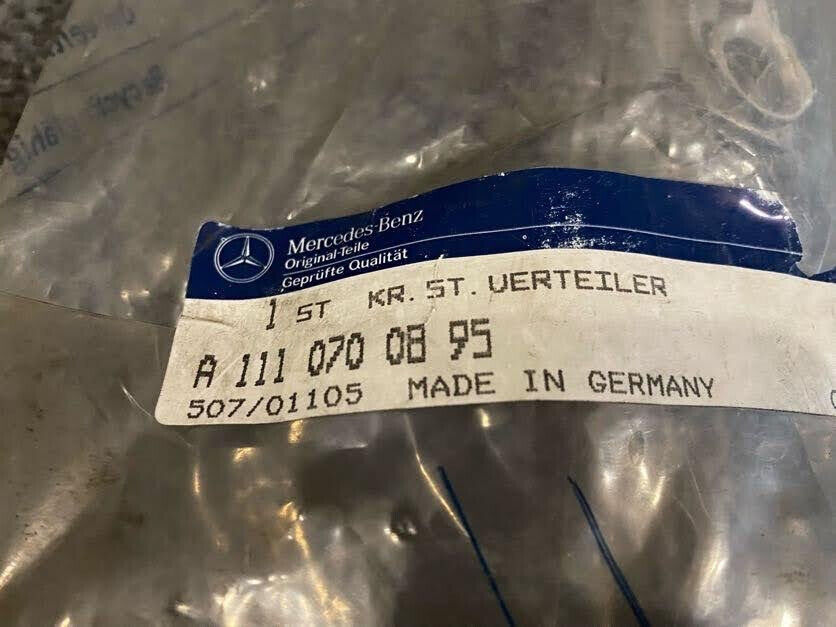 Mercedes-Benz
Original-Teile
Geprüfte Qualität
1 ST KR. ST. VERTEILER
A 111 070 08 95
507/01105 MADE IN GERMANY